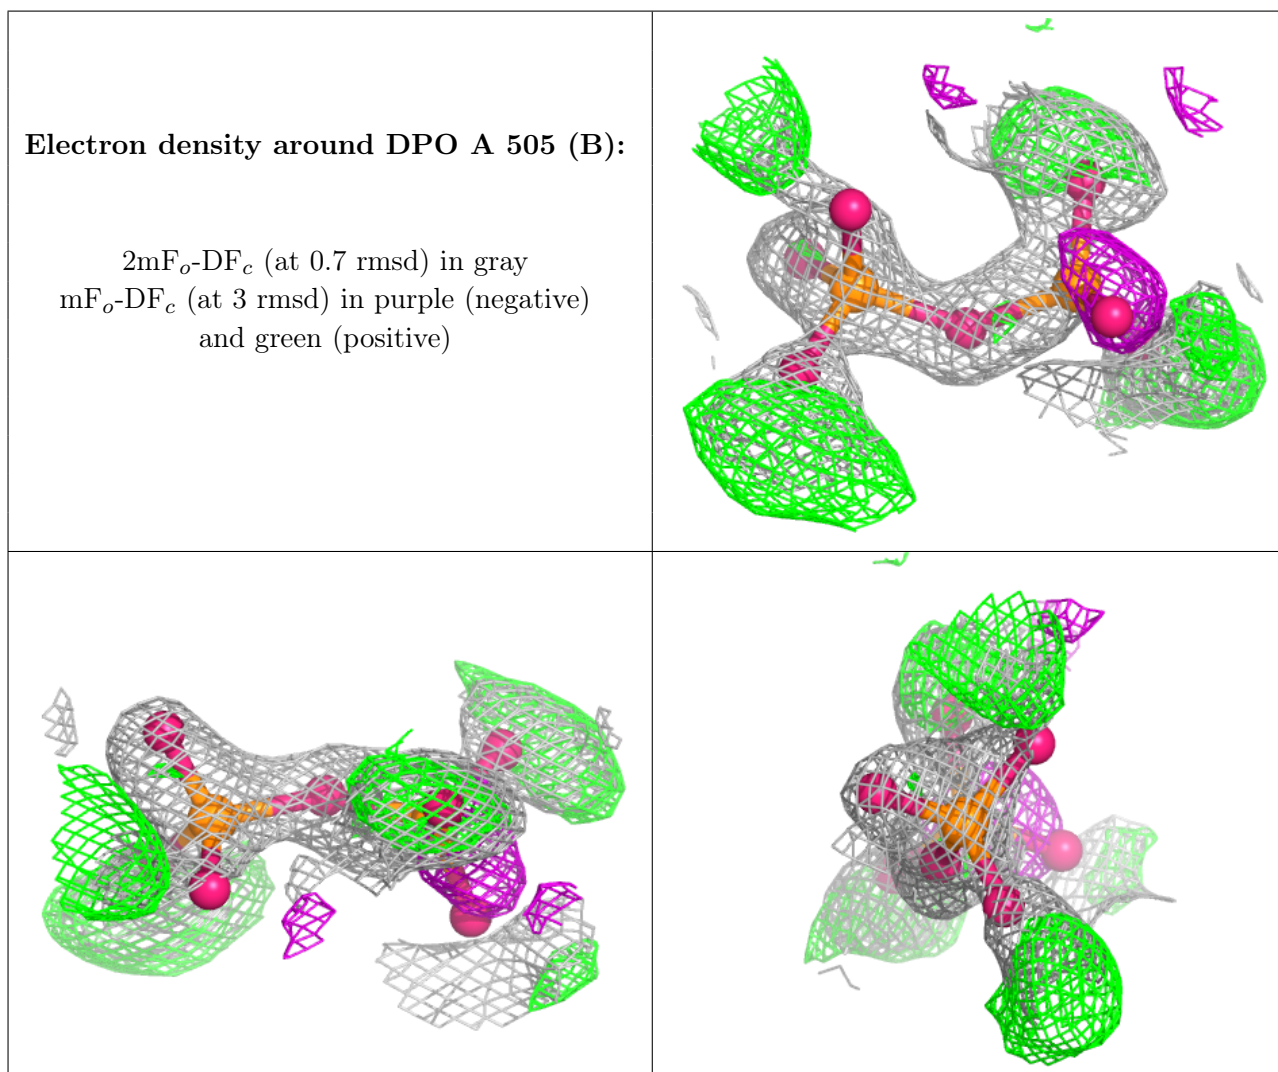 Electron density around DPO A 505 (B):
2mFo-DFc (at 0.7 rmsd) in gray
mFo-DFc (at 3 rmsd) in purple (negative)
and green (positive)